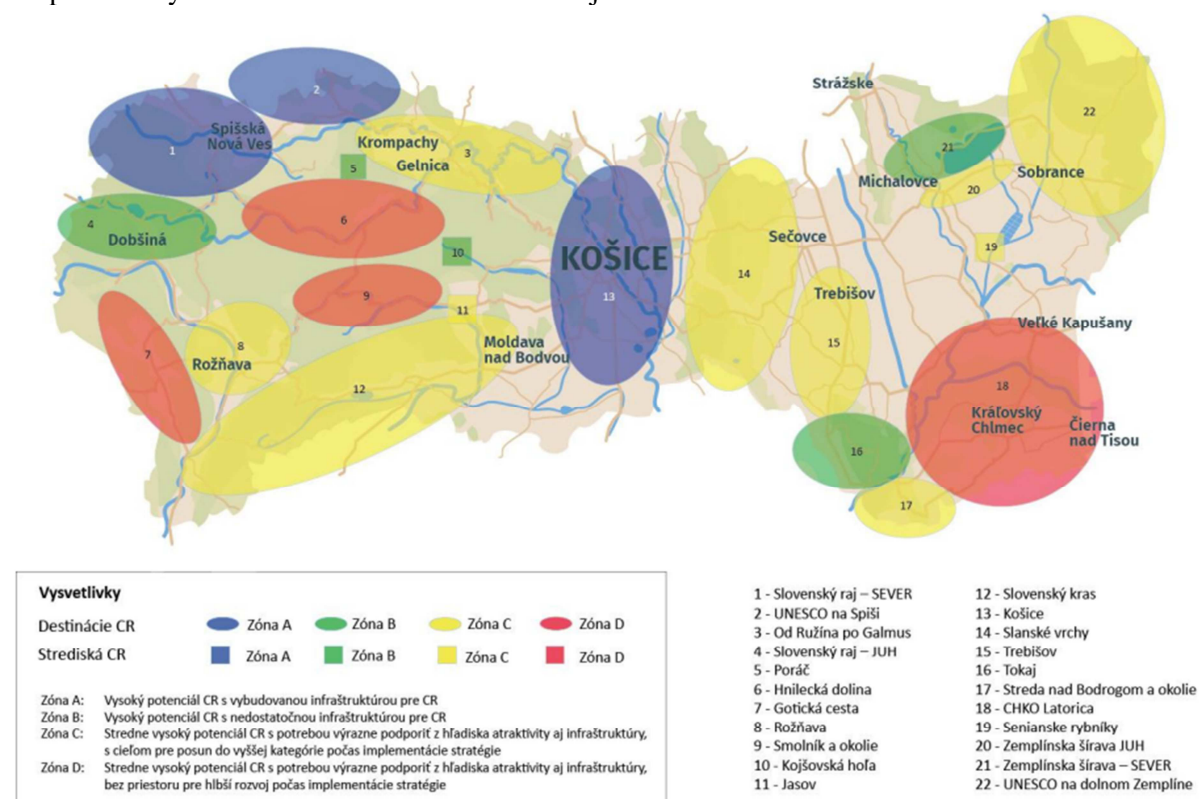 Strážske
2
22
Spišská
Nová Ves
1
Krompachy
3
Gelnica
5
21
Michalovce
Sobrance
20
4
Dobšiná
6
10
KOŠICE
Sečovce
19
13
14
9
11
Trebišov
7
8
Rožňava
Moldava
nad Bodvou
15
Veľké Kapušany
12
18
Kráľovský
Chlmec
Čierna
nad Tisou
16
17
Vysvetlivky
Destinácie CR Zóna A Zóna B Zóna C Zóna D
Strediská CR Zóna A Zóna B Zóna C Zóna D
Zóna A: Vysoký potenciál CR s vybudovanou infraštruktúrou pre CR
Zóna B: Vysoký potenciál CR s nedostatočnou infraštruktúrou pre CR
Zóna C: Stredne vysoký potenciál CR s potrebou výrazne podporiť z hľadiska atraktivity aj infraštruktúry,
s cieľom pre posun do vyššej kategórie počas implementácie stratégie
Zóna D: Stredne vysoký potenciál CR s potrebou výrazne podporiť z hľadiska atraktivity aj infraštruktúry,
bez priestoru pre hlbší rozvoj počas implementácie stratégie
1 - Slovenský raj – SEVER
2 - UNESCO na Spiši
3 - Od Ružína po Galmus
4 - Slovenský raj – JUH
5 - Poráč
6 - Hnilecká dolina
7 - Gotická cesta
8 - Rožňava
9 - Smolník a okolie
10 - Kojšovská hoľa
11 - Jasov
12 - Slovenský kras
13 - Košice
14 - Slanské vrchy
15 - Trebišov
16 - Tokaj
17 - Streda nad Bodrogom a okolie
18 - CHKO Latorica
19 - Senianske rybníky
20 - Zemplínska šírava JUH
21 - Zemplínska šírava – SEVER
22 - UNESCO na dolnom Zemplíne